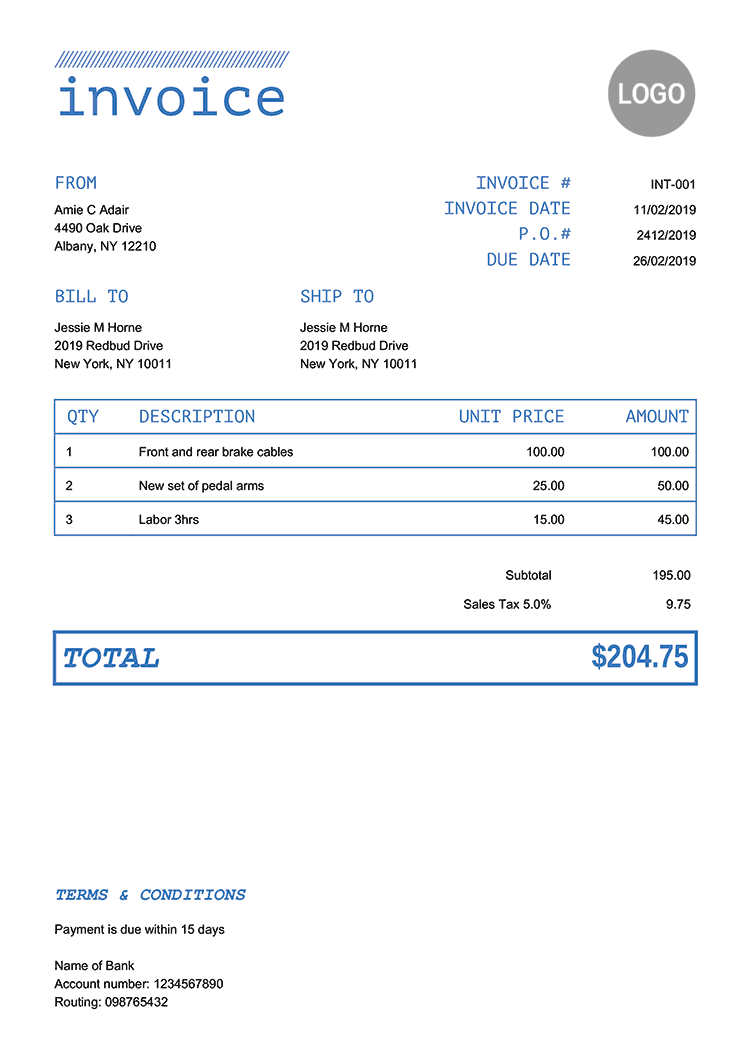 invoice
LOGO
FROM
Amie C Adair
4490 Oak Drive
Albany, NY 12210
INVOICE # INT-001
INVOICE DATE 11/02/2019
P.O.# 2412/2019
DUE DATE 26/02/2019
BILL TO
Jessie M Horne
2019 Redbud Drive
New York, NY 10011
SHIP TO
Jessie M Horne
2019 Redbud Drive
New York, NY 10011
QTY DESCRIPTION UNIT PRICE AMOUNT
1 Front and rear brake cables 100.00 100.00
2 New set of pedal arms 25.00 50.00
3 Labor 3hrs 15.00 45.00
Subtotal 195.00
Sales Tax 5.0% 9.75
TOTAL $204.75
TERMS & CONDITIONS
Payment is due within 15 days
Name of Bank
Account number: 1234567890
Routing: 098765432